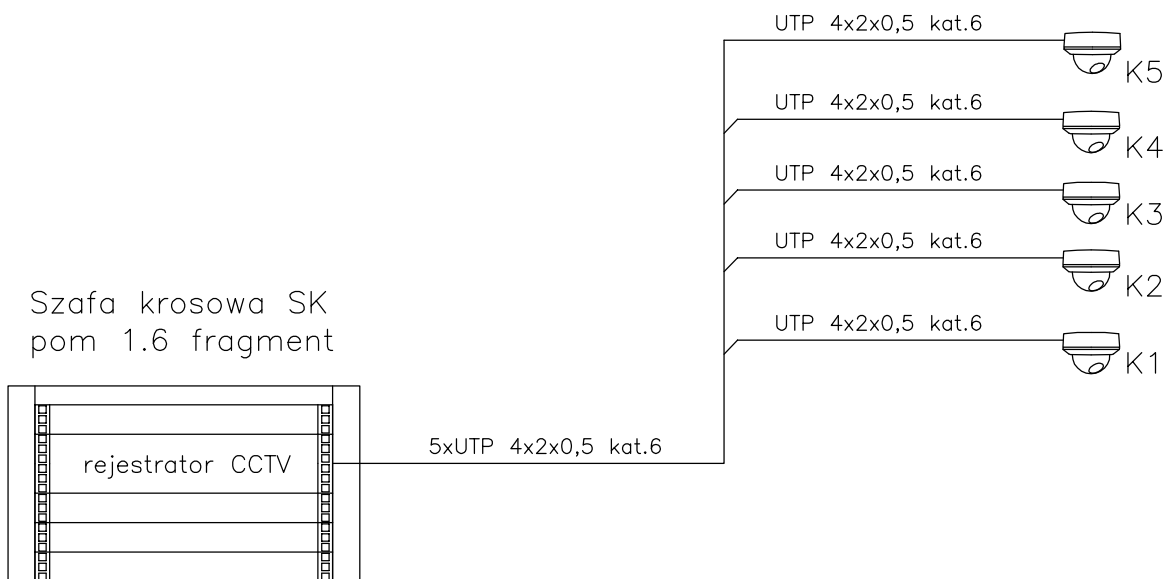 UTP 4x2x0,5 kat.6
K5
UTP 4x2x0,5 kat.6
K4
UTP 4x2x0,5 kat.6
K3
UTP 4x2x0,5 kat.6
K2
Szafa krosowa SK
pom 1.6 fragment
UTP 4x2x0,5 kat.6
K1
5xUTP 4x2x0,5 kat.6
rejestrator CCTV